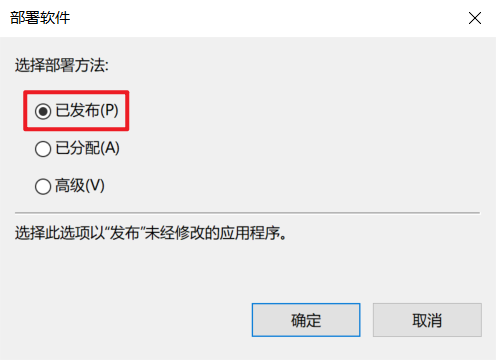 部署软件
选择部署方法:
已发布(P)
已分配(A)
高级(V)
选择此选项以“发布”未经修改的应用程序。
确定
取消